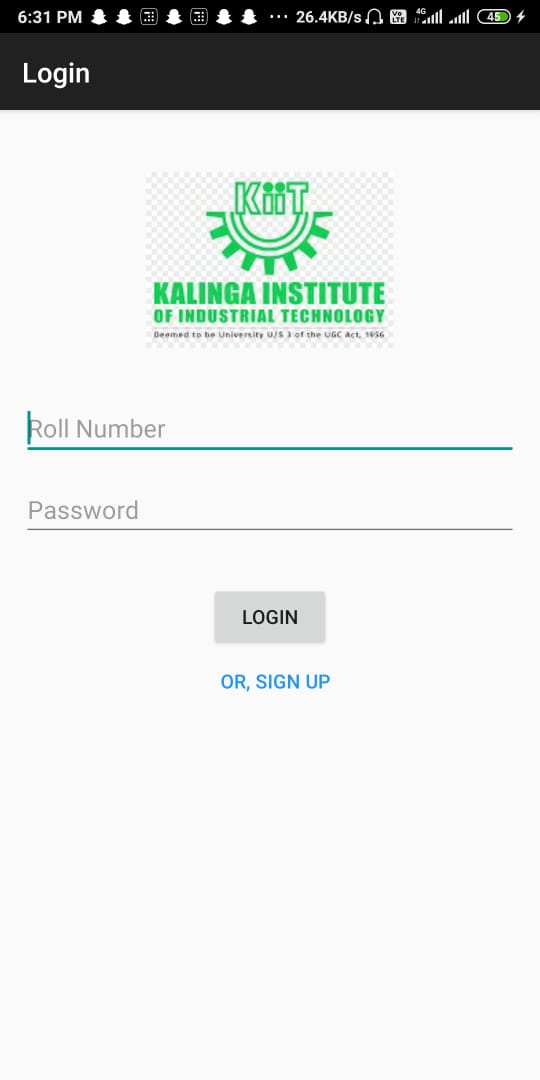 6:31 PM ... 26.4KB/s Vo LTE 4G 45
Login
KiiT
KALINGA INSTITUTE
OF INDUSTRIAL TECHNOLOGY
Deemed to be University U/S 3 of the UGC Act, 1956
Roll Number
Password
LOGIN
OR, SIGN UP